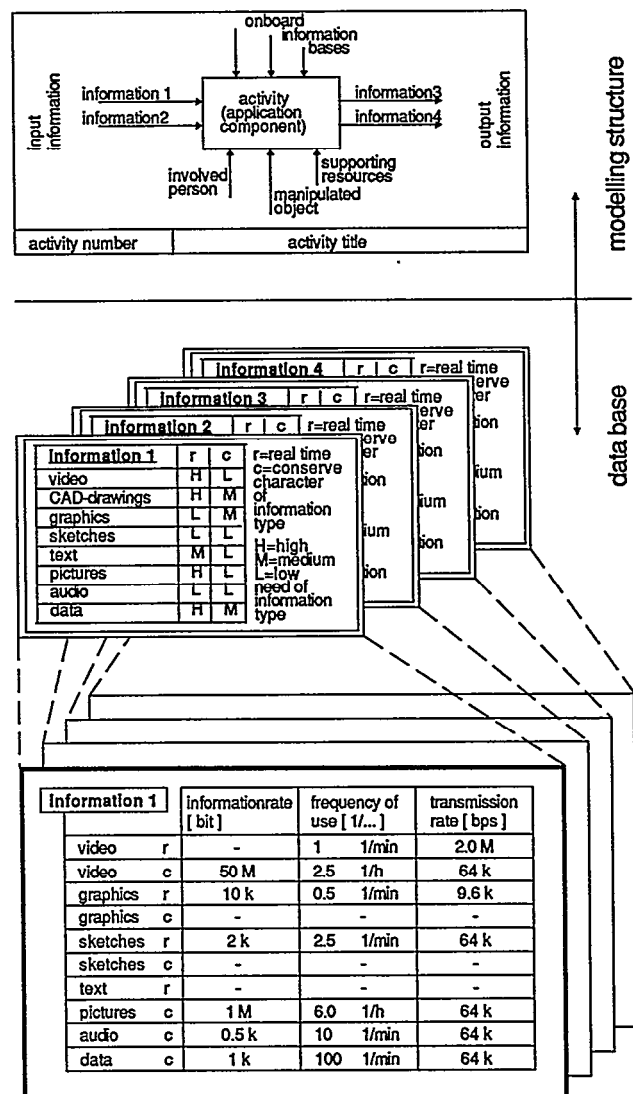 onboard
information
bases
information 1
information2
input
information
activity
(application
component)
information3
information4
output
information
involved
person
manipulated
object
supporting
resources
activity number activity title
modelling structure
data base
Information 4 r c r=real time
Information 3 r c r=real time
Information 2 r c r=real time
Information 1 r c
video H L
CAD-drawings H M
graphics L M
sketches L L
text M L
pictures H L
audio L L
data H M
r=real time
c=conserve
character
of
information
type
H=high
M=medium
L=low
need of
information
type
Information 1 informationrate [ bit] frequency of use [ 1/... ] transmission rate [ bps]
video r - 1 1/min 2.0 M
video c 50 M 2.5 1/h 64 k
graphics r 10 k 0.5 1/min 9.6 k
graphics c - - -
sketches r 2 k 2.5 1/min 64 k
sketches c - - -
text r - - -
pictures c 1 M 6.0 1/h 64 k
audio c 0.5 k 10 1/min 64 k
data c 1 k 100 1/min 64 k